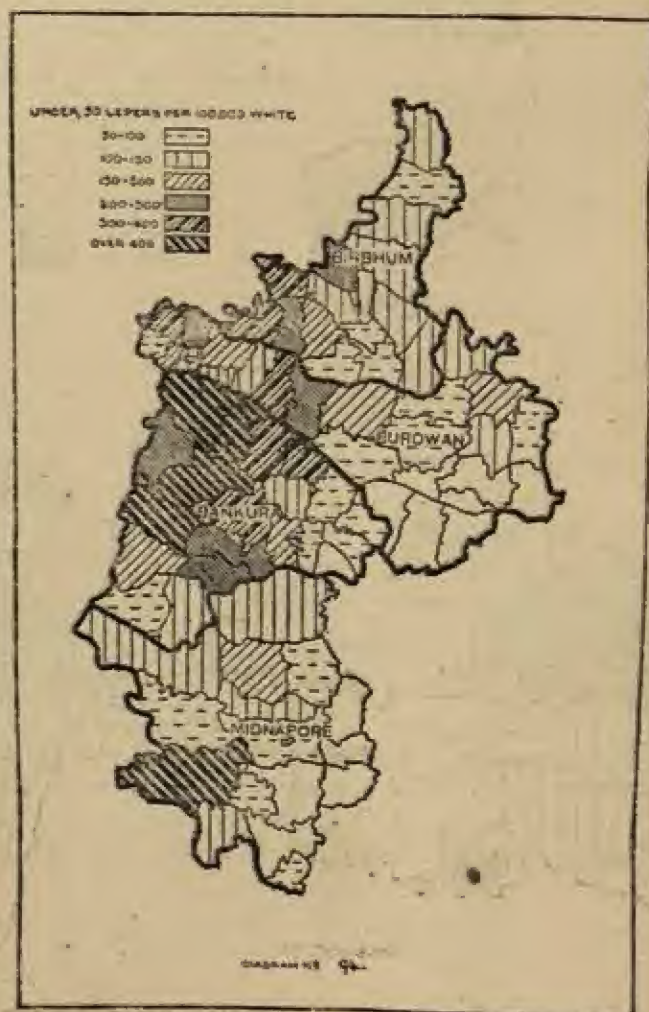 UNDER 50 LEPERS PER 100,000 WHITE
50-100
100-150
150-200
200-300
300-400
OVER 400
BIRBHUM
BURDWAN
BANKURA
MIDNAPORE
DIAGRAM Nº